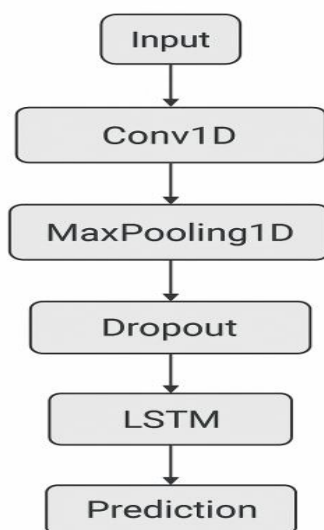 Input
Conv1D
MaxPooling1D
Dropout
LSTM
Prediction